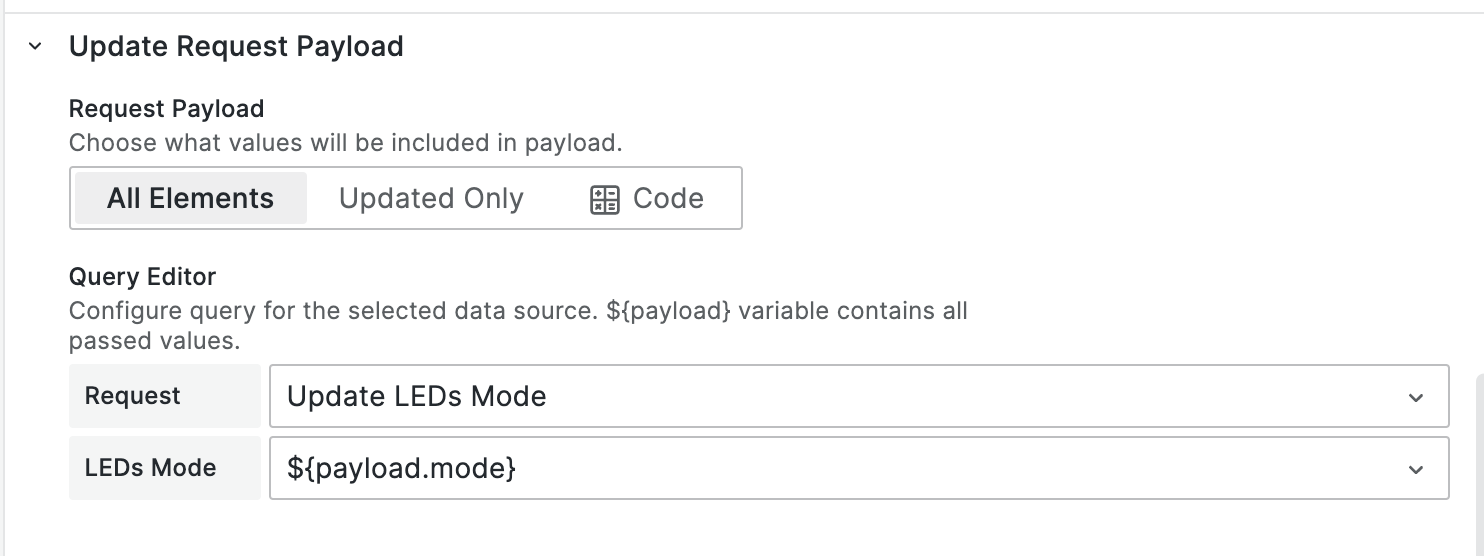 Update Request Payload
Request Payload
Choose what values will be included in payload.
All Elements Updated Only Code
Query Editor
Configure query for the selected data source. ${payload} variable contains all
passed values.
Request Update LEDs Mode
LEDs Mode ${payload.mode}